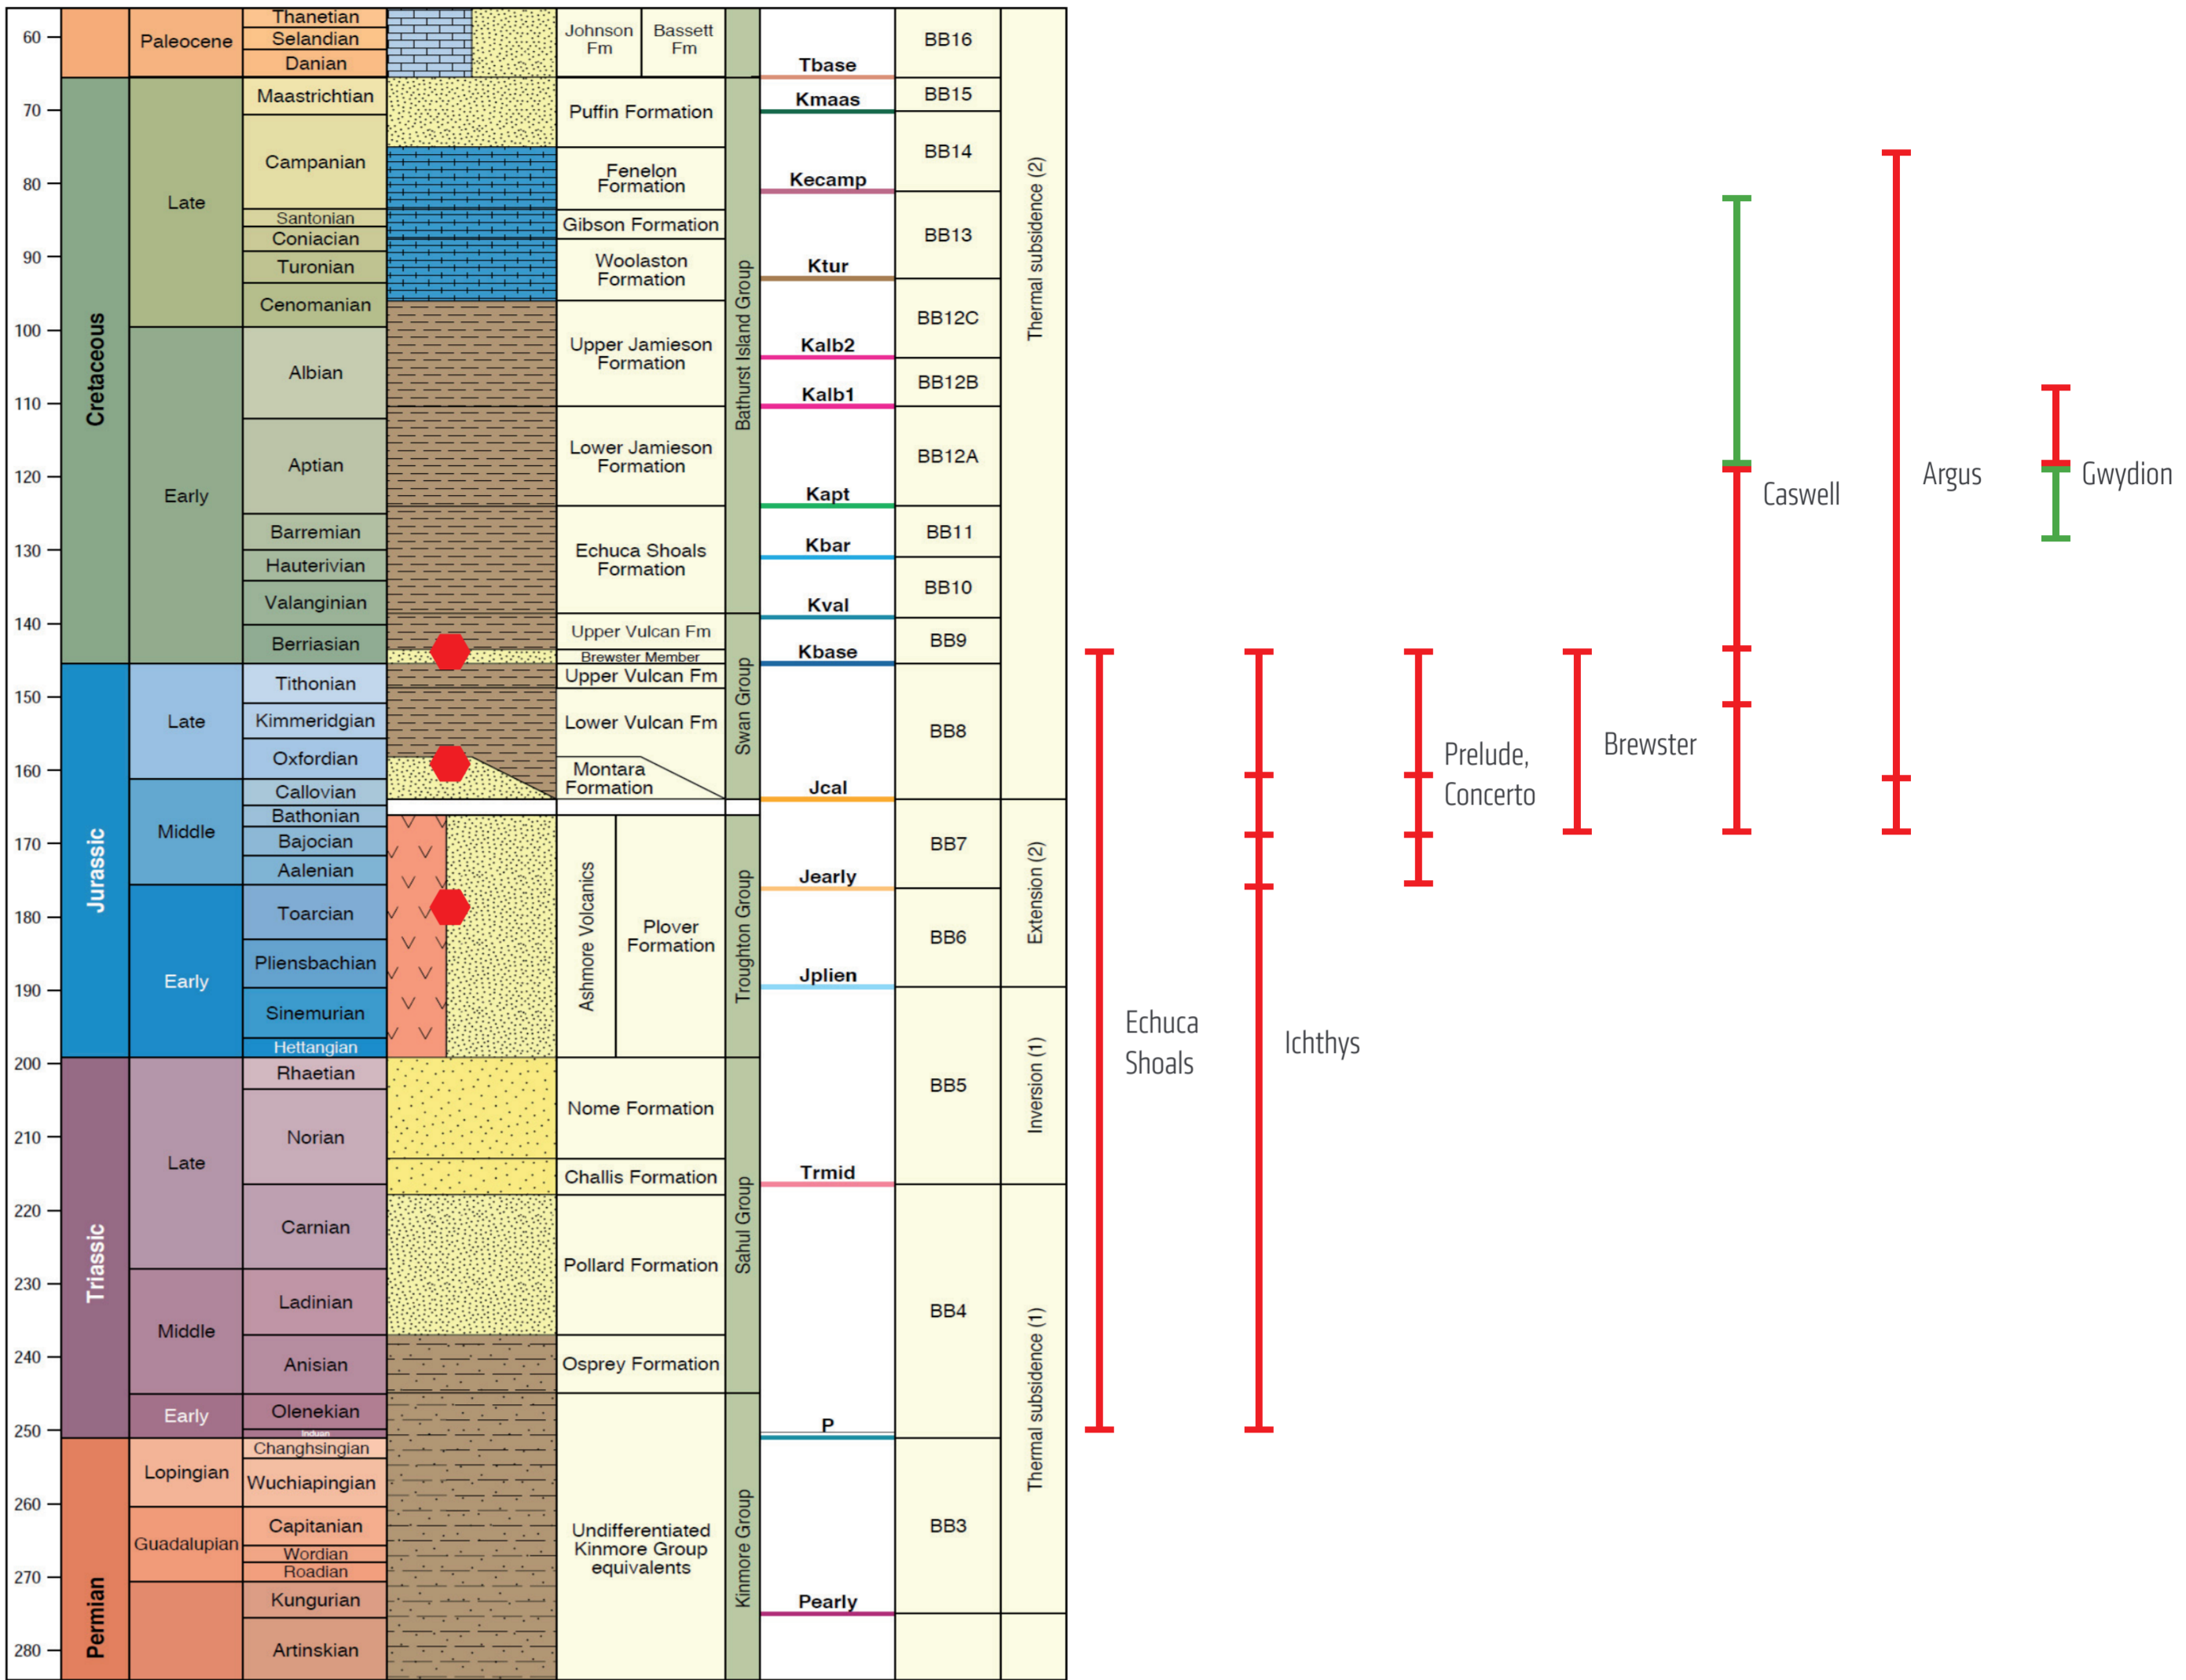 60
70
80
90
100
110
120
130
140
150
160
170
180
190
200
210
220
230
240
250
260
270
280
Cretaceous
Jurassic
Triassic
Permian
Paleocene
Late
Early
Late
Middle
Early
Late
Middle
Early
Lopingian
Guadalupian
Thanetian
Selandian
Danian
Maastrichtian
Campanian
Santonian
Coniacian
Turonian
Cenomanian
Albian
Aptian
Barremian
Hauterivian
Valanginian
Berriasian
Tithonian
Kimmeridgian
Oxfordian
Callovian
Bathonian
Bajocian
Aalenian
Toarcian
Pliensbachian
Sinemurian
Hettangian
Rhaetian
Norian
Carnian
Ladinian
Anisian
Olenekian
Induan
Changhsingian
Wuchiapingian
Capitanian
Wordian
Roadian
Kungurian
Artinskian
Johnson
Fm
Bassett
Fm
Puffin Formation
Fenelon
Formation
Gibson Formation
Woolaston
Formation
Upper Jamieson
Formation
Lower Jamieson
Formation
Echuca Shoals
Formation
Upper Vulcan Fm
Brewster Member
Upper Vulcan Fm
Lower Vulcan Fm
Montara
Formation
Ashmore Volcanics
Plover
Formation
Nome Formation
Challis Formation
Pollard Formation
Osprey Formation
Undifferentiated
Kinmore Group
equivalents
Bathurst Island Group
Swan Group
Troughton Group
Sahul Group
Kinmore Group
Tbase
Kmaas
Kecamp
Ktur
Kalb2
Kalb1
Kapt
Kbar
Kval
Kbase
Jcal
Jearly
Jplien
Trmid
P
Pearly
BB16
BB15
BB14
BB13
BB12C
BB12B
BB12A
BB11
BB10
BB9
BB8
BB7
BB6
BB5
BB4
BB3
Thermal subsidence (2)
Extension (2)
Inversion (1)
Thermal subsidence (1)
Echuca
Shoals
Ichthys
Prelude,
Concerto
Brewster
Caswell
Argus
Gwydion